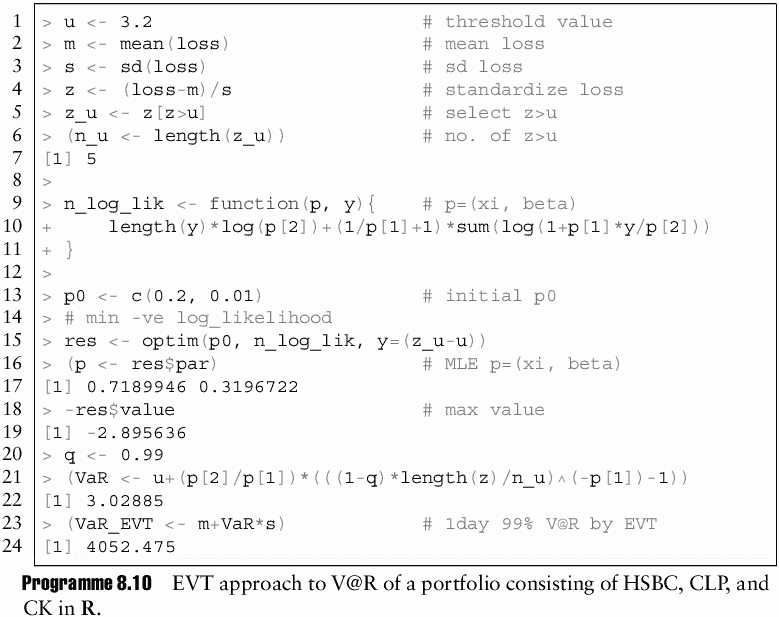 1 > u <- 3.2 # threshold value
2 > m <- mean(loss) # mean loss
3 > s <- sd(loss) # sd loss
4 > z <- (loss-m)/s # standardize loss
5 > z_u <- z[z>u] # select z>u
6 > (n_u <- length(z_u)) # no. of z>u
7 [1] 5
8 >
9 > n_log_lik <- function(p, y){ # p=(xi, beta)
10 + length(y)*log(p[2])+(1/p[1]+1)*sum(log(1+p[1]*y/p[2]))
11 + }
12 >
13 > p0 <- c(0.2, 0.01) # initial p0
14 > # min -ve log_likelihood
15 > res <- optim(p0, n_log_lik, y=(z_u-u))
16 > (p <- res$par) # MLE p=(xi, beta)
17 [1] 0.7189946 0.3196722
18 > -res$value # max value
19 [1] -2.895636
20 > q <- 0.99
21 > (VaR <- u+(p[2]/p[1])*(((1-q)*length(z)/n_u)^(-p[1])-1))
22 [1] 3.02885
23 > (VaR_EVT <- m+VaR*s) # 1day 99% V@R by EVT
24 [1] 4052.475
Programme 8.10 EVT approach to V@R of a portfolio consisting of HSBC, CLP, and
CK in R.